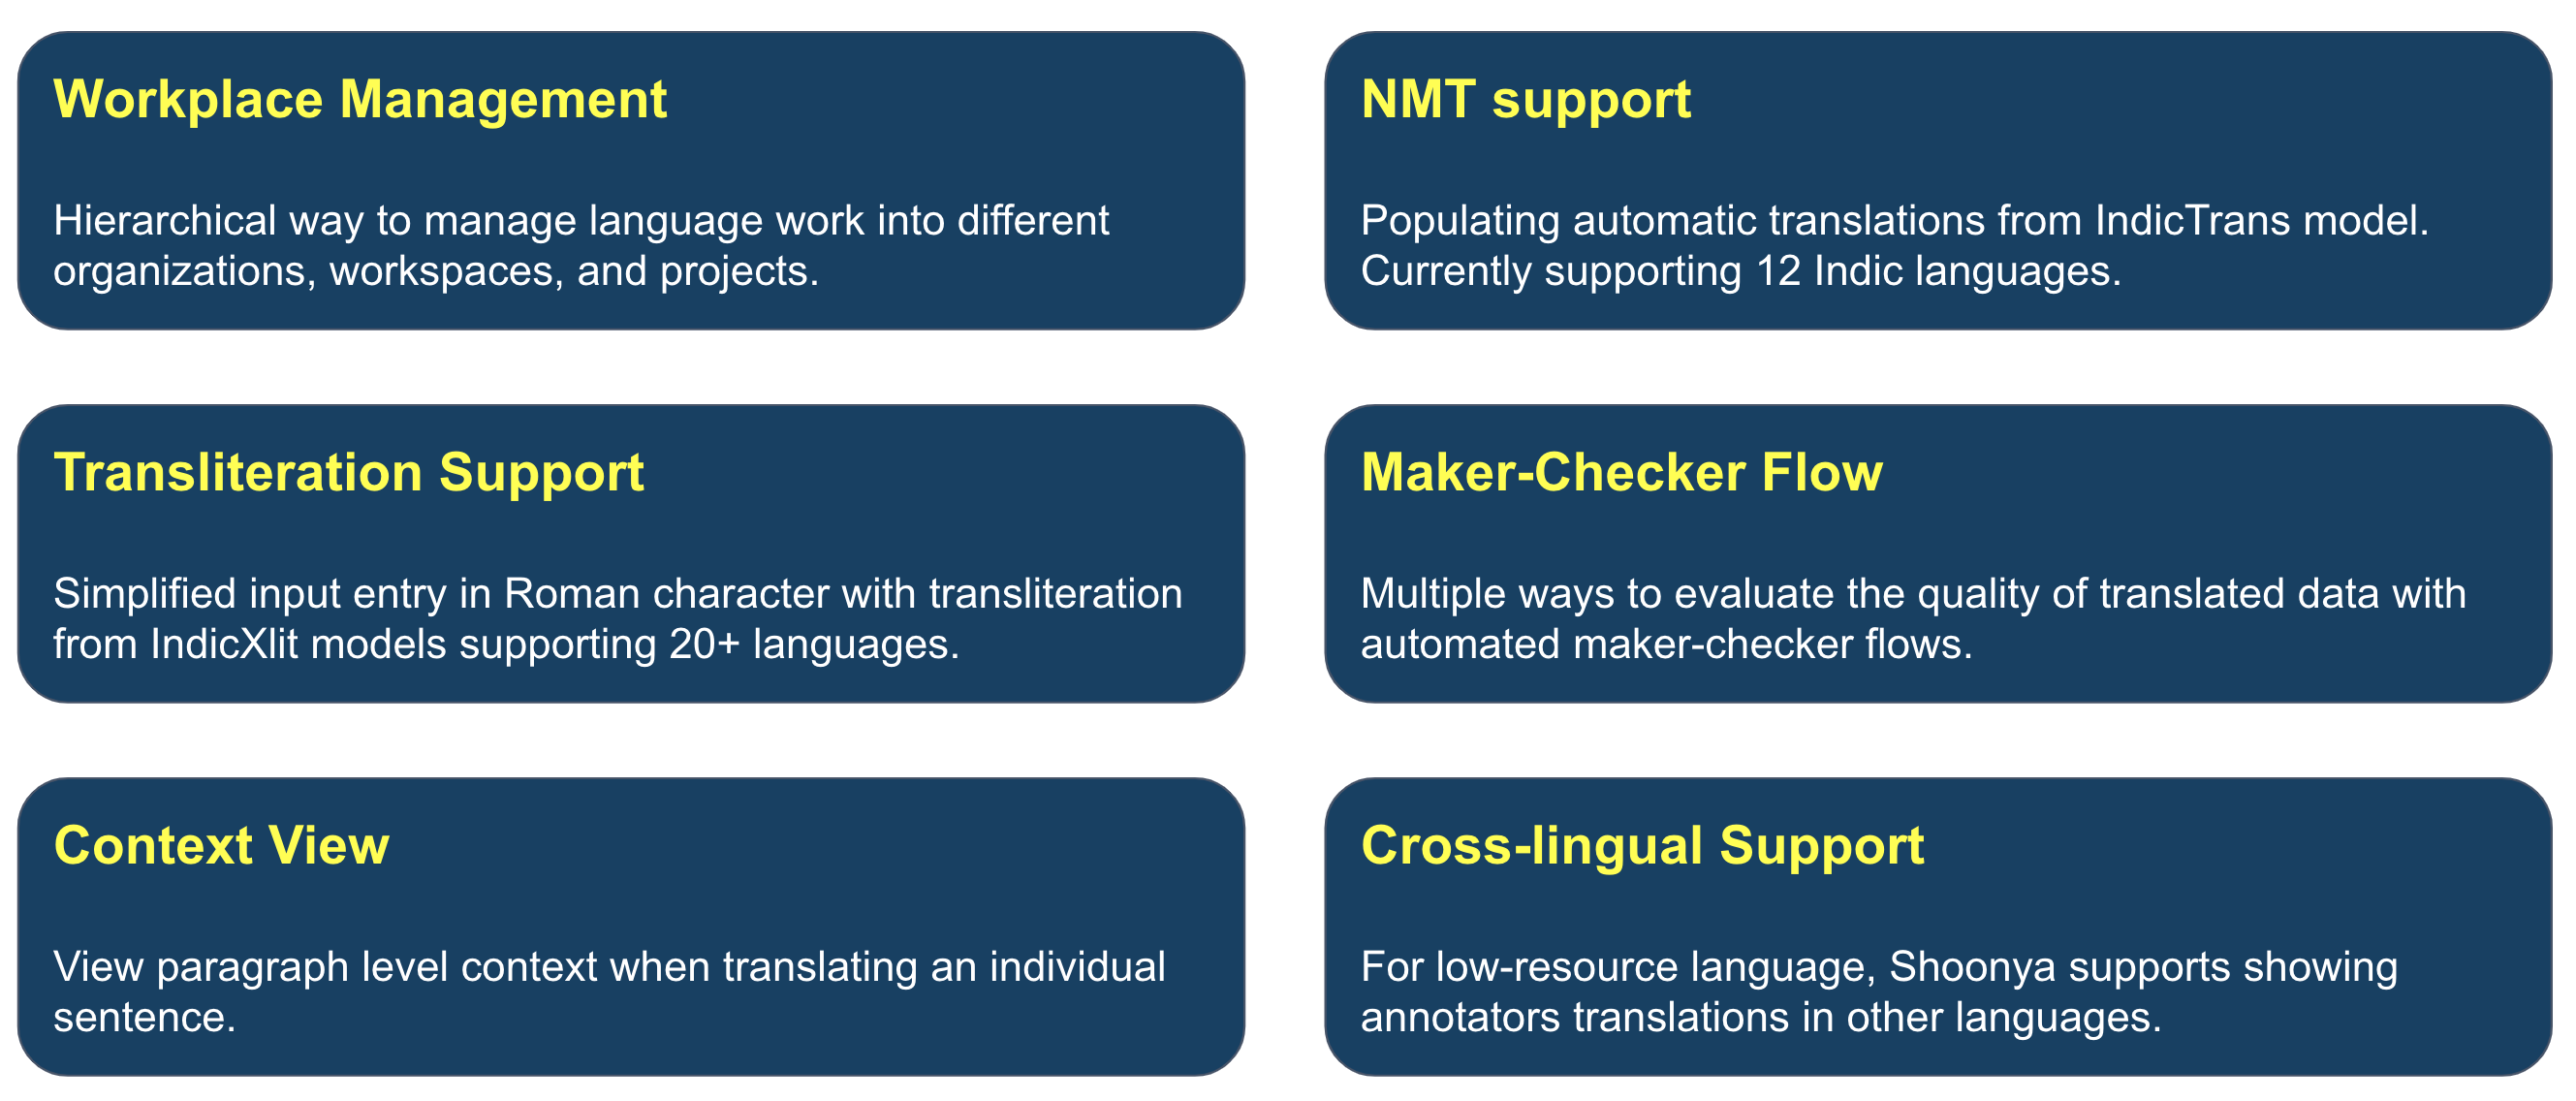 Workplace Management
Hierarchical way to manage language work into different
organizations, workspaces, and projects.
NMT support
Populating automatic translations from IndicTrans model.
Currently supporting 12 Indic languages.
Transliteration Support
Simplified input entry in Roman character with transliteration
from IndicXlit models supporting 20+ languages.
Maker-Checker Flow
Multiple ways to evaluate the quality of translated data with
automated maker-checker flows.
Context View
View paragraph level context when translating an individual
sentence.
Cross-lingual Support
For low-resource language, Shoonya supports showing
annotators translations in other languages.